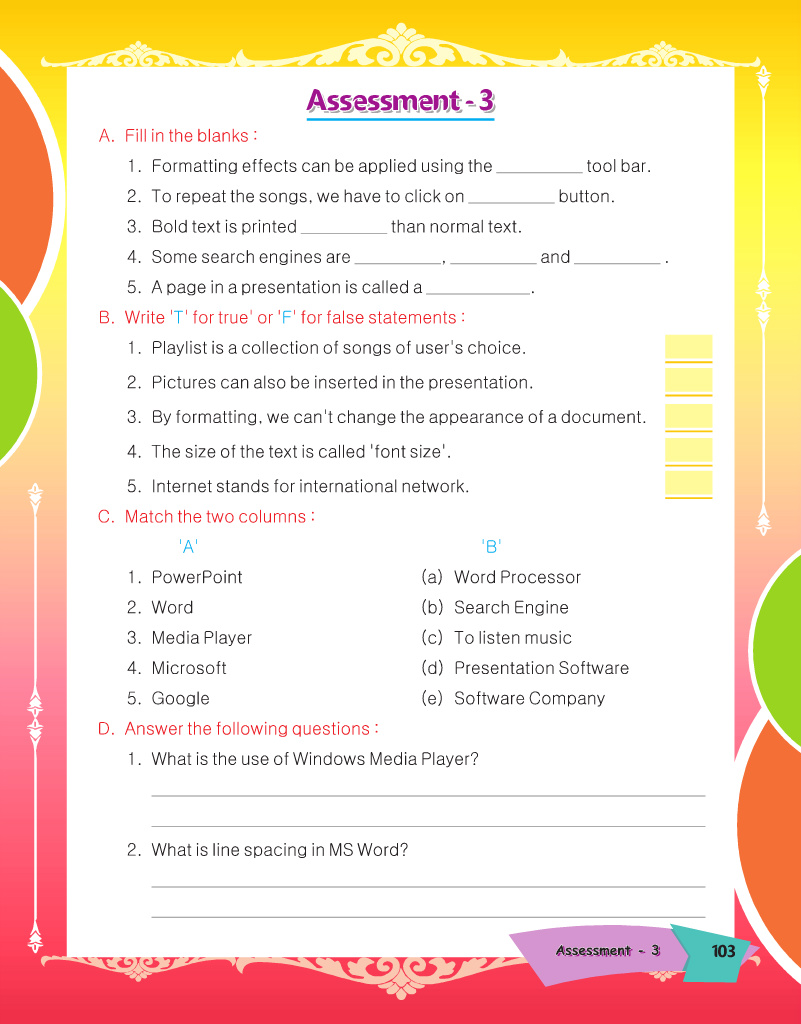 Assessment - 3
A. Fill in the blanks :
1. Formatting effects can be applied using the __________ tool bar.
2. To repeat the songs, we have to click on __________ button.
3. Bold text is printed __________ than normal text.
4. Some search engines are __________, __________ and __________ .
5. A page in a presentation is called a ____________.
B. Write 'T' for true' or 'F' for false statements :
1. Playlist is a collection of songs of user's choice.
2. Pictures can also be inserted in the presentation.
3. By formatting, we can't change the appearance of a document.
4. The size of the text is called 'font size'.
5. Internet stands for international network.
C. Match the two columns :
'A' 'B'
1. PowerPoint (a) Word Processor
2. Word (b) Search Engine
3. Media Player (c) To listen music
4. Microsoft (d) Presentation Software
5. Google (e) Software Company
D. Answer the following questions :
1. What is the use of Windows Media Player?
2. What is line spacing in MS Word?
Assessment - 3 103